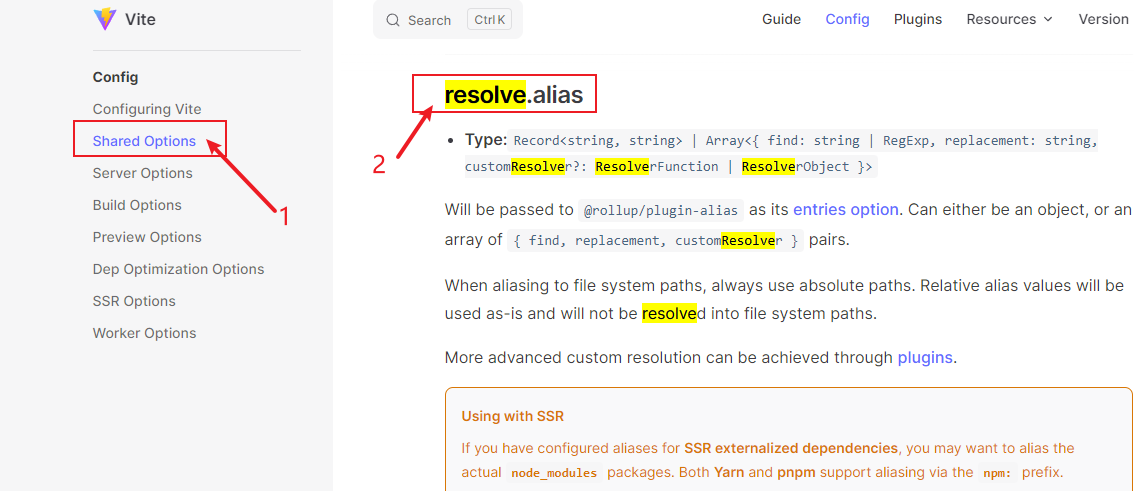 Vite
Search Ctrl K
Guide Config Plugins Resources Version
Config
Configuring Vite
Shared Options
Server Options
Build Options
Preview Options
Dep Optimization Options
SSR Options
Worker Options
1
2
resolve.alias
• Type: Record<string, string> | Array<{ find: string | RegExp, replacement: string,
customResolver?: ResolverFunction | ResolverObject }>
Will be passed to @rollup/plugin-alias as its entries option. Can either be an object, or an
array of { find, replacement, customResolver } pairs.
When aliasing to file system paths, always use absolute paths. Relative alias values will be
used as-is and will not be resolved into file system paths.
More advanced custom resolution can be achieved through plugins.
Using with SSR
If you have configured aliases for SSR externalized dependencies, you may want to alias the
actual node_modules packages. Both Yarn and pnpm support aliasing via the npm: prefix.